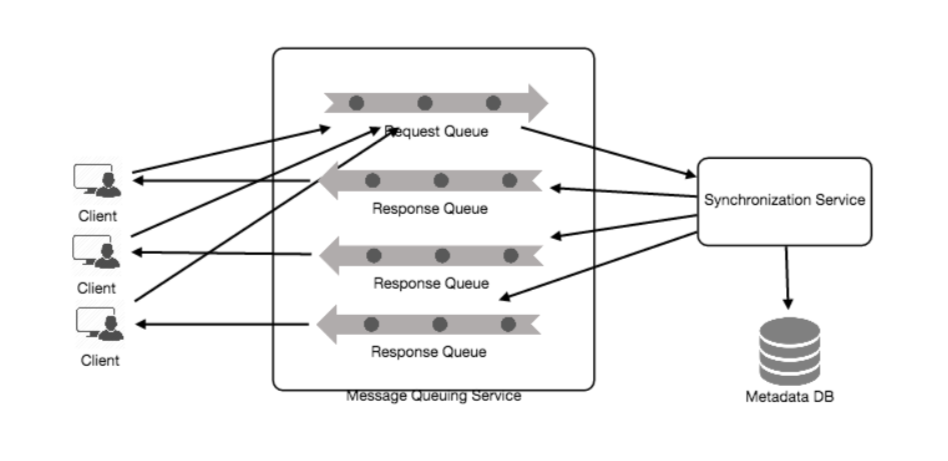 Request Queue
Response Queue
Synchronization Service
Client
Response Queue
Client
Response Queue
Client
Message Queuing Service
Metadata DB